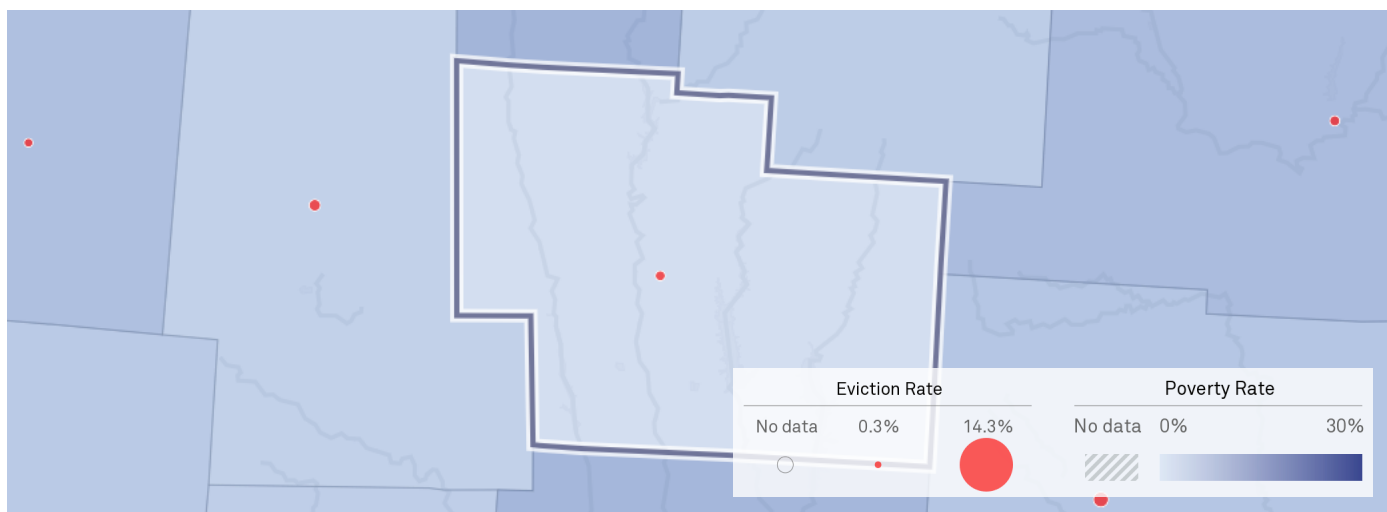 Eviction Rate
No data 0.3% 14.3%
Poverty Rate
No data 0% 30%